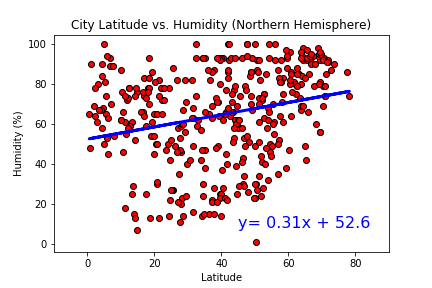 City Latitude vs. Humidity (Northern Hemisphere)
100
80
60
40
20
0
Humidity (%)
y= 0.31x + 52.6
0 20 40 60 80
Latitude